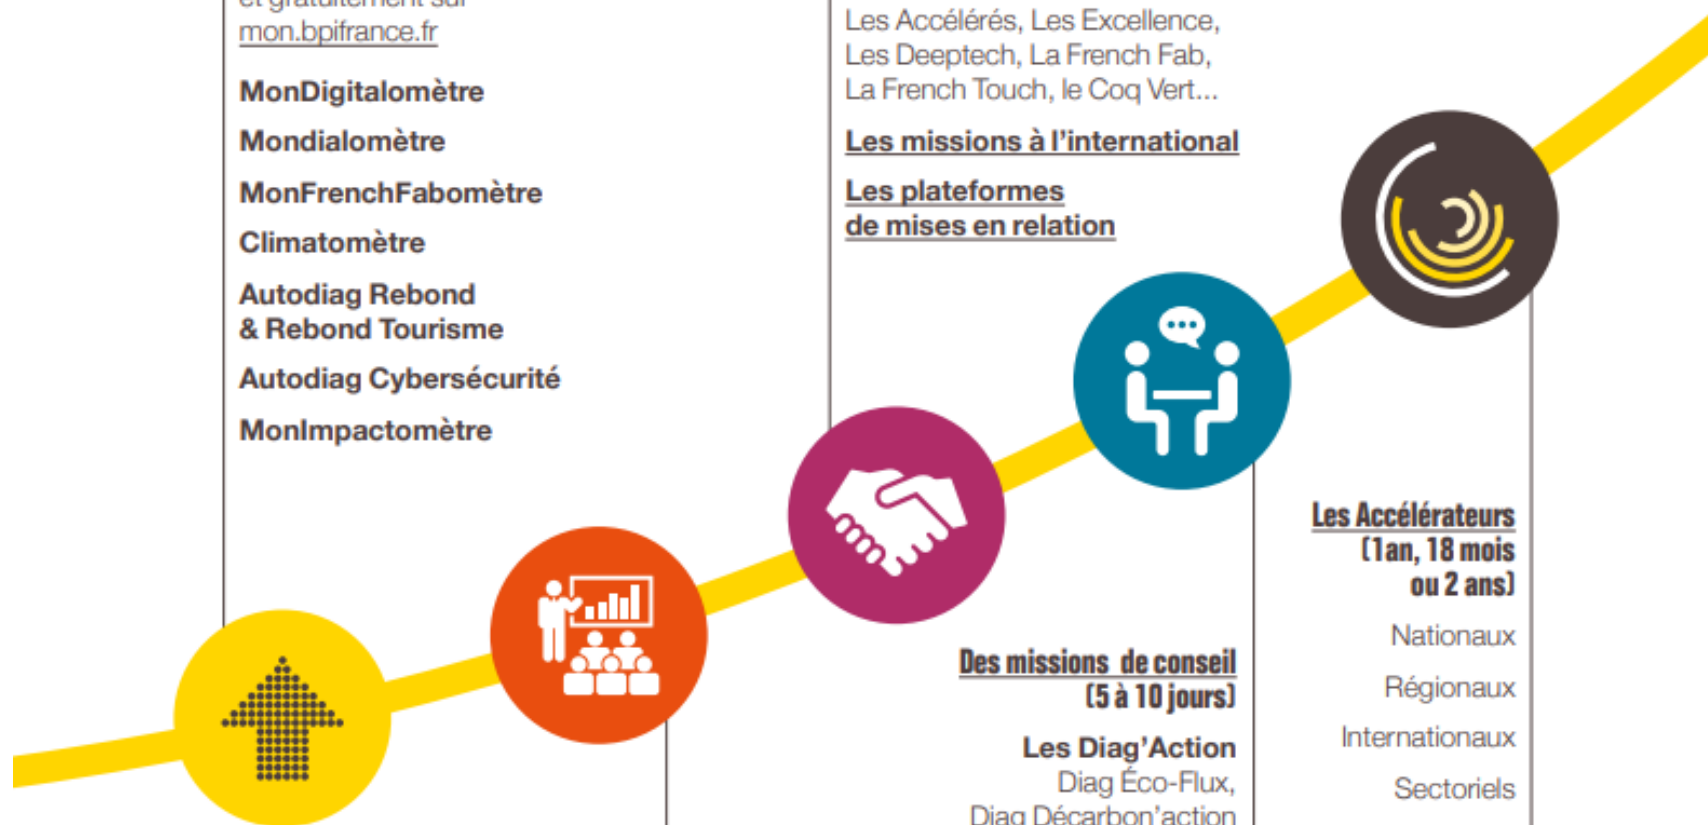 et gratuitement sur
mon.bpifrance.fr
MonDigitalomètre
Mondialomètre
MonFrenchFabomètre
Climatomètre
Autodiag Rebond
& Rebond Tourisme
Autodiag Cybersécurité
MonImpactomètre
Les Accélérés, Les Excellence,
Les Deeptech, La French Fab,
La French Touch, le Coq Vert...
Les missions à l'international
Les plateformes
de mises en relation
Des missions de conseil
(5 à 10 jours)
Les Diag'Action
Diag Éco-Flux,
Diag Décarbon'action
Les Accélérateurs
(1an, 18 mois
ou 2 ans)
Nationaux
Régionaux
Internationaux
Sectoriels